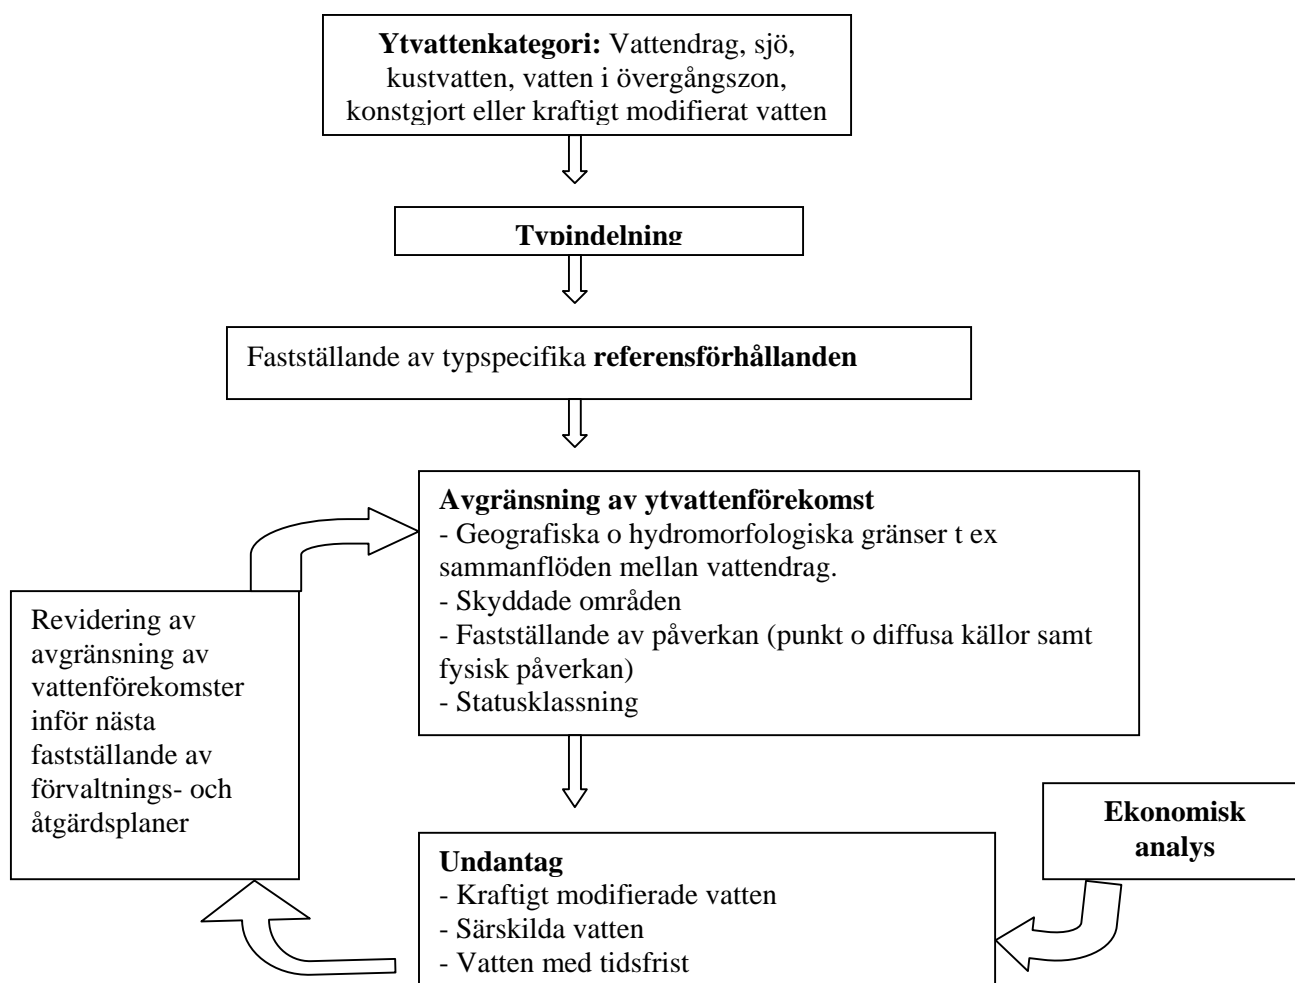 Ytvattenkategori: Vattendrag, sjö,
kustvatten, vatten i övergångszon,
konstgjort eller kraftigt modifierat vatten
Typindelning
Fastställande av typspecifika referensförhållanden
Avgränsning av ytvattenförekomst
- Geografiska o hydromorfologiska gränser t ex
sammanflöden mellan vattendrag.
- Skyddade områden
- Fastställande av påverkan (punkt o diffusa källor samt
fysisk påverkan)
- Statusklassning
Revidering av
avgränsning av
vattenförekomster
inför nästa
fastställande av
förvaltnings- och
åtgärdsplaner
Ekonomisk
analys
Undantag
- Kraftigt modifierade vatten
- Särskilda vatten
- Vatten med tidsfrist